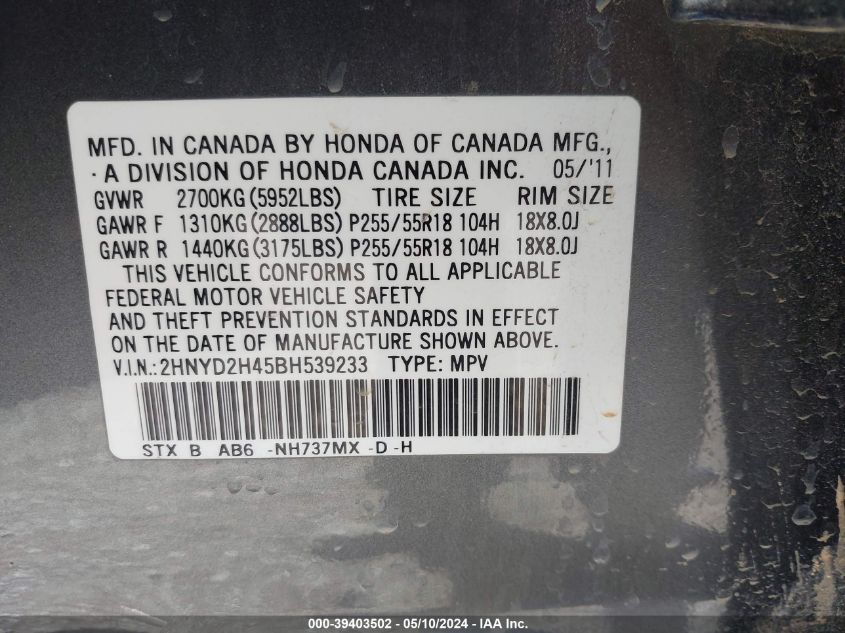 MFD. IN CANADA BY HONDA OF CANADA MFG.,
A DIVISION OF HONDA CANADA INC. 05/'11
GVWR 2700KG(5952LBS) TIRE SIZE RIM SIZE
GAWR F 1310KG(2888LBS) P255/55R18 104H 18X8.0J
GAWR R 1440KG(3175LBS) P255/55R18 104H 18X8.0J
THIS VEHICLE CONFORMS TO ALL APPLICABLE
FEDERAL MOTOR VEHICLE SAFETY
AND THEFT PREVENTION STANDARDS IN EFFECT
ON THE DATE OF MANUFACTURE SHOWN ABOVE.
V.I.N.:2HNYD2H45BH539233 TYPE: MPV
STX B AB6 -NH737MX -D -H
000-39403502 - 05/10/2024 - IAA Inc.